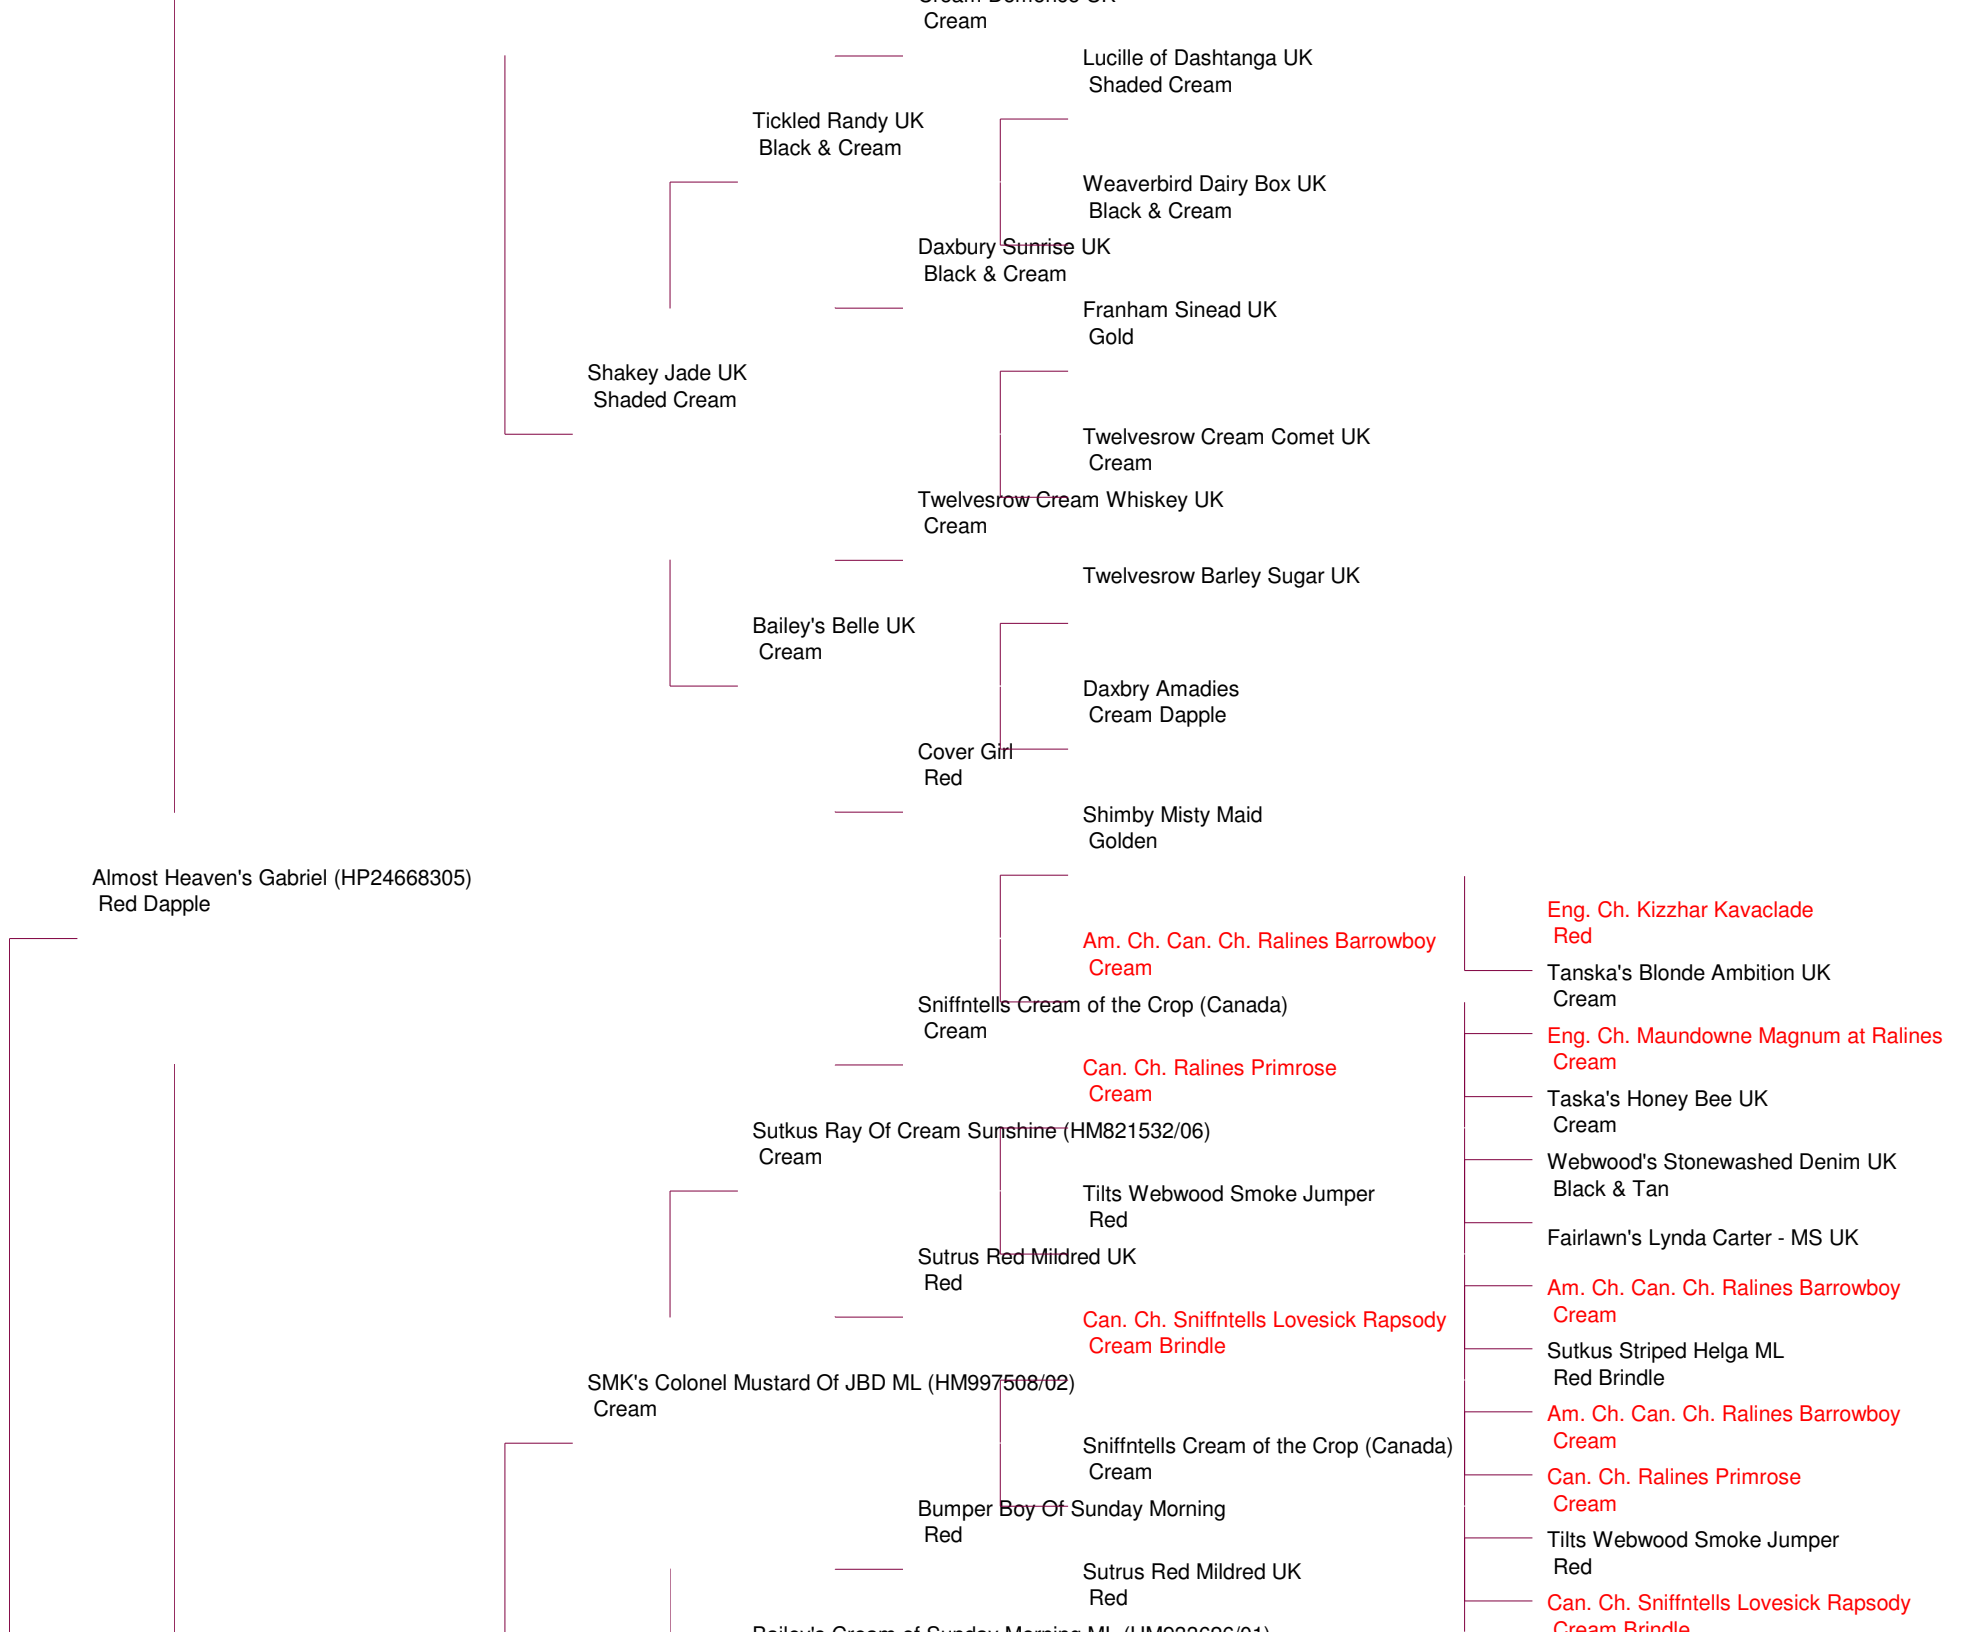 Cream
Lucille of Dashtanga UK
Shaded Cream
Tickled Randy UK
Black & Cream
Weaverbird Dairy Box UK
Black & Cream
Daxbury Sunrise UK
Black & Cream
Franham Sinead UK
Gold
Shakey Jade UK
Shaded Cream
Twelvesrow Cream Comet UK
Cream
Twelvesrow Cream Whiskey UK
Cream
Twelvesrow Barley Sugar UK
Bailey's Belle UK
Cream
Daxbry Amadies
Cream Dapple
Cover Girl
Red
Shimby Misty Maid
Golden
Almost Heaven's Gabriel (HP24668305)
Red Dapple
Eng. Ch. Kizzhar Kavaclade
Red
Am. Ch. Can. Ch. Ralines Barrowboy
Cream
Tanska's Blonde Ambition UK
Cream
Sniffntells Cream of the Crop (Canada)
Cream
Eng. Ch. Maundowne Magnum at Ralines
Cream
Can. Ch. Ralines Primrose
Cream
Taska's Honey Bee UK
Cream
Sutkus Ray Of Cream Sunshine (HM821532/06)
Cream
Webwood's Stonewashed Denim UK
Black & Tan
Tilts Webwood Smoke Jumper
Red
Fairlawn's Lynda Carter - MS UK
Sutrus Red Mildred UK
Red
Am. Ch. Can. Ch. Ralines Barrowboy
Cream
Can. Ch. Sniffntells Lovesick Rapsody
Cream Brindle
Sutkus Striped Helga ML
Red Brindle
SMK's Colonel Mustard Of JBD ML (HM997508/02)
Cream
Am. Ch. Can. Ch. Ralines Barrowboy
Cream
Sniffntells Cream of the Crop (Canada)
Cream
Can. Ch. Ralines Primrose
Cream
Bumper Boy Of Sunday Morning
Red
Tilts Webwood Smoke Jumper
Red
Sutrus Red Mildred UK
Red
Can. Ch. Sniffntells Lovesick Rapsody
Cream Brindle
Bailey's Cream of Sunday Morning ML